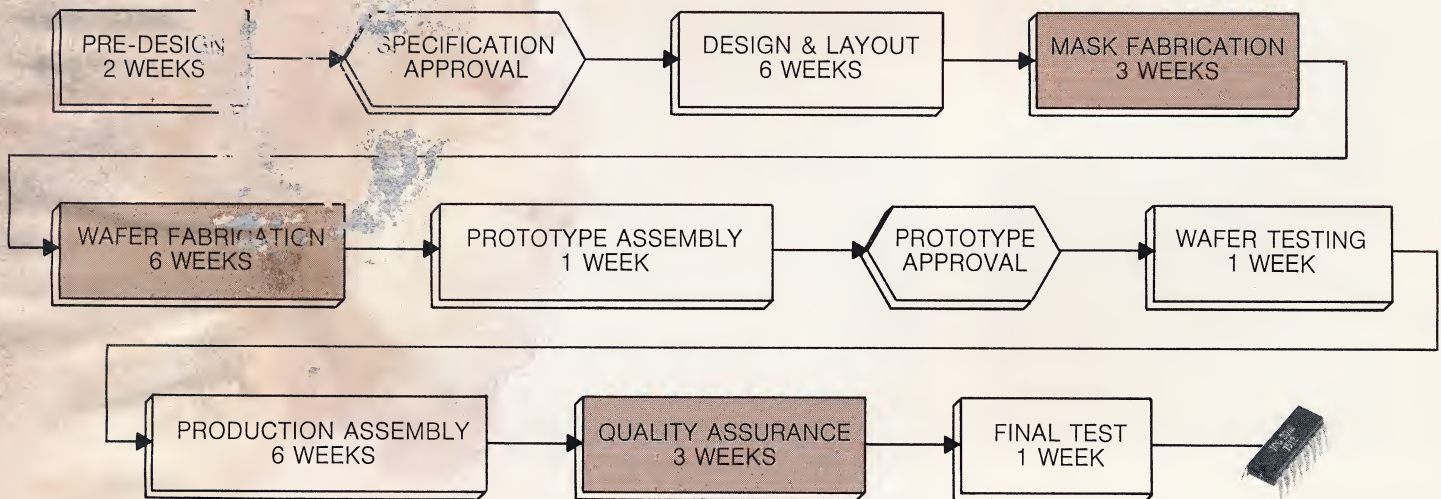 PRE-DESIGN
2 WEEKS
SPECIFICATION
APPROVAL
DESIGN & LAYOUT
6 WEEKS
MASK FABRICATION
3 WEEKS
WAFER FABRICATION
6 WEEKS
PROTOTYPE ASSEMBLY
1 WEEK
PROTOTYPE
APPROVAL
WAFER TESTING
1 WEEK
PRODUCTION ASSEMBLY
6 WEEKS
QUALITY ASSURANCE
3 WEEKS
FINAL TEST
1 WEEK